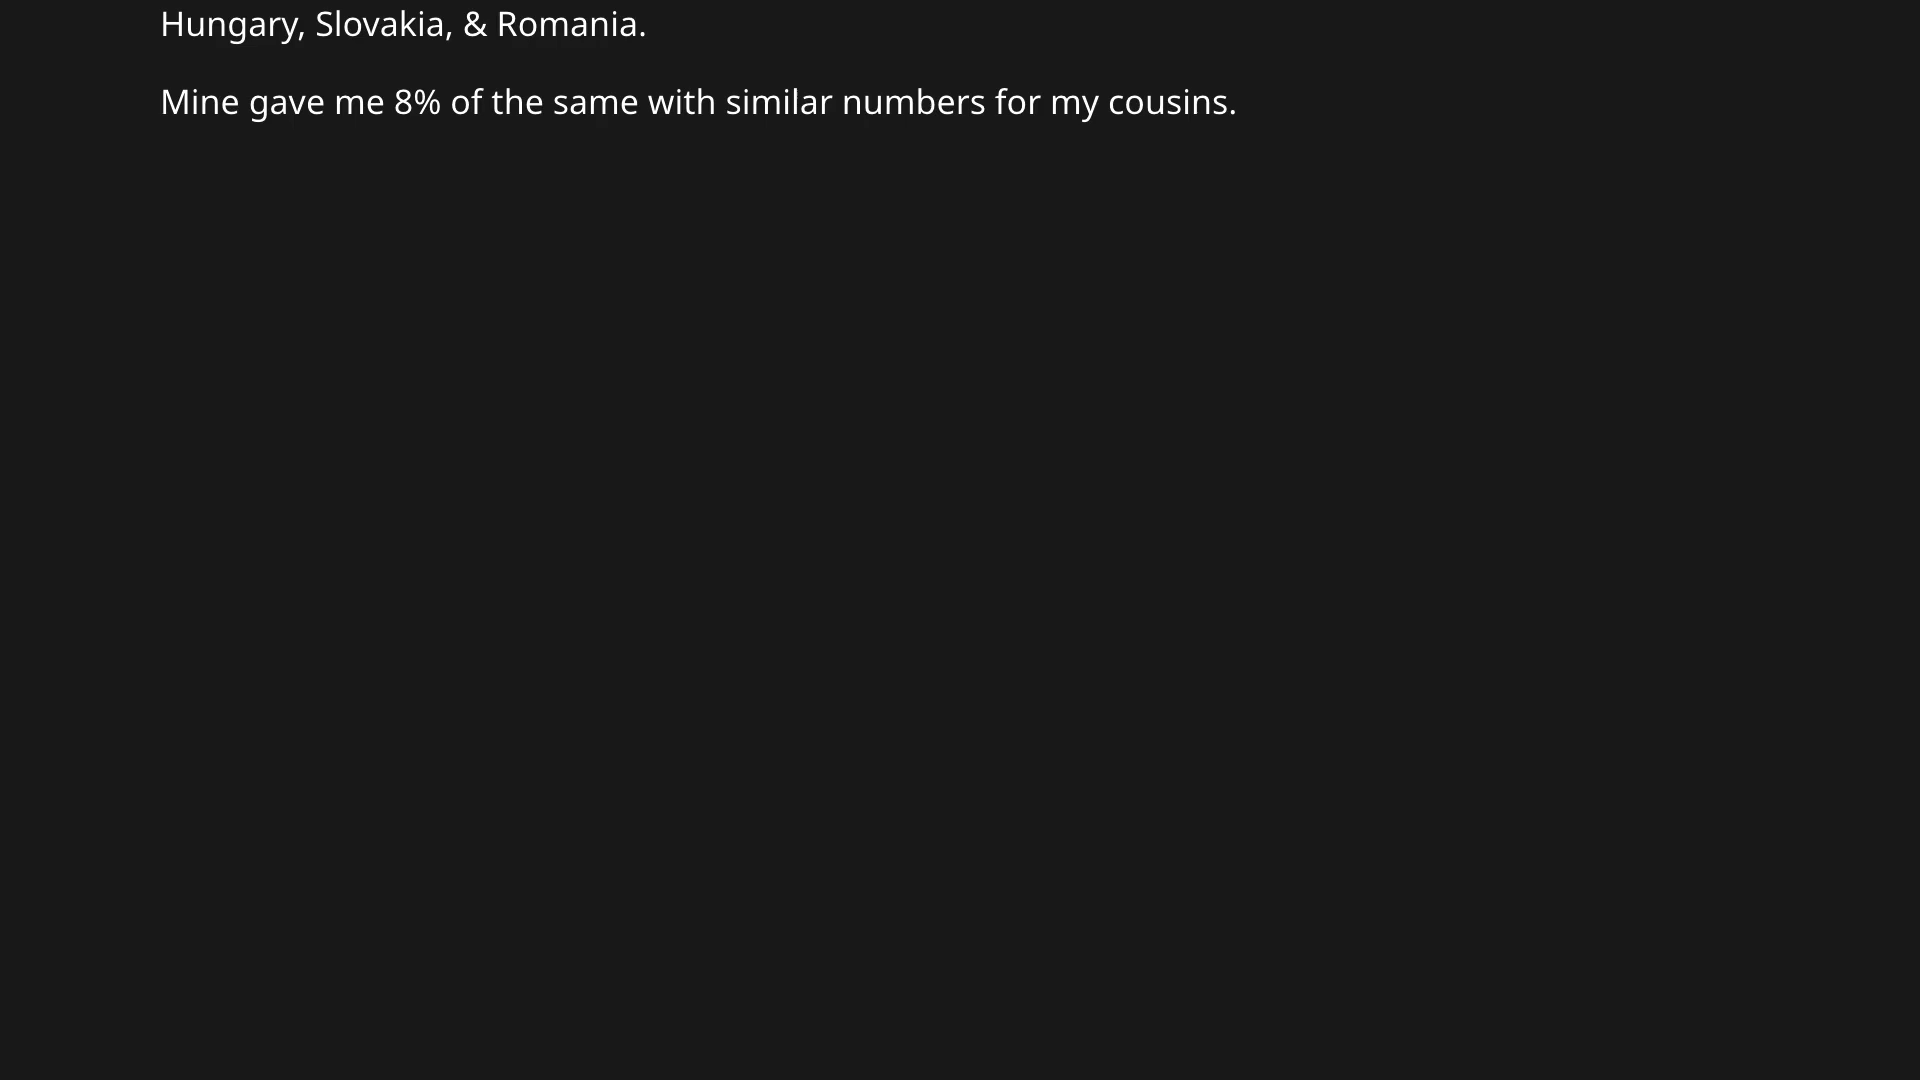 Hungary, Slovakia, & Romania.
Mine gave me 8% of the same with similar numbers for my cousins.